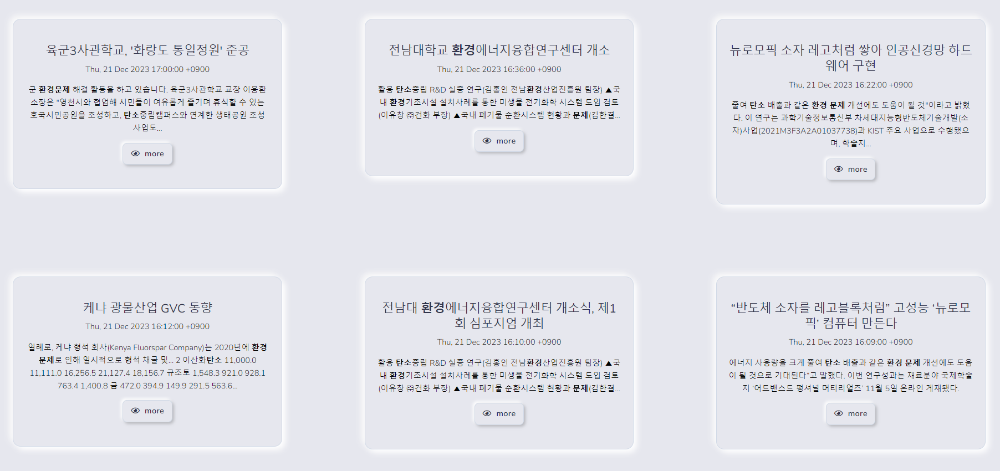 육군3사관학교, '화랑도 통일정원' 준공
Thu, 21 Dec 2023 17:00:00 +0900
군 환경문제 해결 활동을 하고 있습니다. 육군3사관학교 교장 이용환
소장은 "영천시와 협업해 시민들이 여유롭게 즐기며 휴식할 수 있는
호국시민공원을 조성하고, 탄소중립캠퍼스와 연계한 생태공원 조성
사업도...
more
전남대학교 환경에너지융합연구센터 개소
Thu, 21 Dec 2023 16:36:00 +0900
활용 탄소중립 R&D 실증 연구(김홍인 전남환경산업진흥원 팀장) ▲국
내 환경기초시설 설치사례를 통한 미생물 전기화학 시스템 도입 검토
(이유창 ㈜건화 부장) ▲국내 폐기물 순환시스템 현황과 문제(김한결...
more
뉴로모픽 소자 레고처럼 쌓아 인공신경망 하드
웨어 구현
Thu, 21 Dec 2023 16:22:00 +0900
줄여 탄소 배출과 같은 환경 문제 개선에도 도움이 될 것"이라고 밝혔
다. 이 연구는 과학기술정보통신부 차세대지능형반도체기술개발(소
자)사업(2021M3F3A2A01037738)과 KIST 주요 사업으로 수행됐으
며, 학술지...
more
케냐 광물산업 GVC 동향
Thu, 21 Dec 2023 16:12:00 +0900
일례로, 케냐 형석 회사(Kenya Fluorspar Company)는 2020년에 환경
문제로 인해 일시적으로 형석 채굴 및... 2 이산화탄소 11,000.0
11,111.0 16,256.5 21,127.4 18,156.7 규조토 1,548.3 921.0 928.1
763.4 1,400.8 금 472.0 394.9 149.9 291.5 563.6...
more
전남대 환경에너지융합연구센터 개소식, 제1
회 심포지엄 개최
Thu, 21 Dec 2023 16:10:00 +0900
활용 탄소중립 R&D 실증 연구(김홍인 전남환경산업진흥원 팀장) ▲국
내 환경기초시설 설치사례를 통한 미생물 전기화학 시스템 도입 검토
(이유창 ㈜건화 부장) ▲국내 폐기물 순환시스템 현황과 문제(김한결...
more
“반도체 소자를 레고블록처럼” 고성능 ‘뉴로모
픽’ 컴퓨터 만든다
Thu, 21 Dec 2023 16:09:00 +0900
에너지 사용량을 크게 줄여 탄소 배출과 같은 환경 문제 개선에도 도움
이 될 것으로 기대된다”고 말했다. 이번 연구성과는 재료분야 국제학술
지 ‘어드밴스드 펑셔널 머티리얼즈’ 11월 5일 온라인 게재됐다.
more